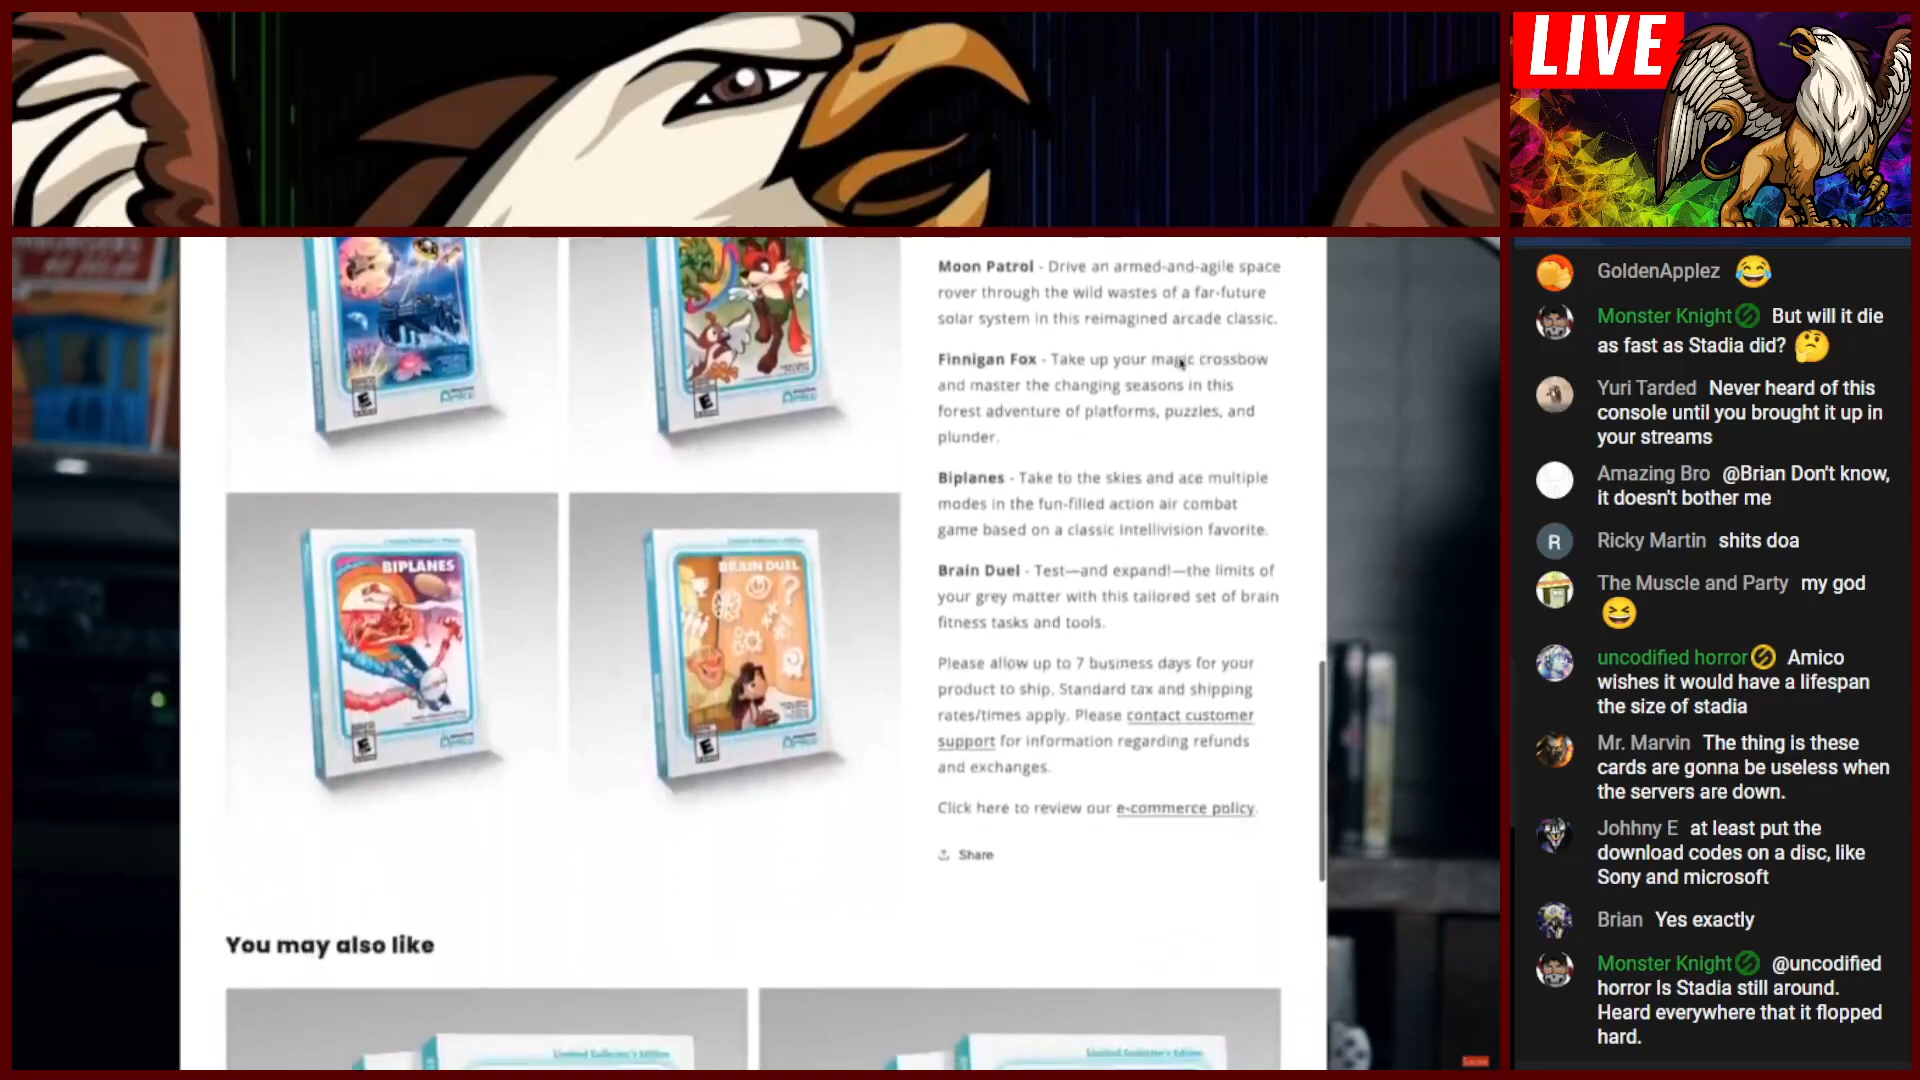 LIVE
Moon Patrol - Drive an armed-and-agile space
rover through the wild wastes of a far-future
solar system in this reimagined arcade classic.
Finnigan Fox - Take up your magic crossbow
and master the changing seasons in this
forest adventure of platforms, puzzles, and
plunder.
Biplanes - Take to the skies and ace multiple
modes in the fun-filled action air combat
game based on a classic Intellivision favorite.
Brain Duel - Test—and expand!—the limits of
your grey matter with this tailored set of brain
fitness tasks and tools.
Please allow up to 7 business days for your
product to ship. Standard tax and shipping
rates/times apply. Please contact customer
support for information regarding refunds
and exchanges.
Click here to review our e-commerce policy.
Share
BIPLANES
BRAIN DUEL
E
E
E
E
You may also like
Limited Collector's Edition
Limited Collector's Edition
GoldenApplez 😂
Monster Knight But will it die
as fast as Stadia did? 🤔
Yuri Tarded Never heard of this
console until you brought it up in
your streams
Amazing Bro @Brian Don't know,
it doesn't bother me
R
Ricky Martin shits doa
The Muscle and Party my god
😆
uncodified horror Amico
wishes it would have a lifespan
the size of stadia
Mr. Marvin The thing is these
cards are gonna be useless when
the servers are down.
Johhny E at least put the
download codes on a disc, like
Sony and microsoft
Brian Yes exactly
Monster Knight @uncodified
horror Is Stadia still around.
Heard everywhere that it flopped
hard.